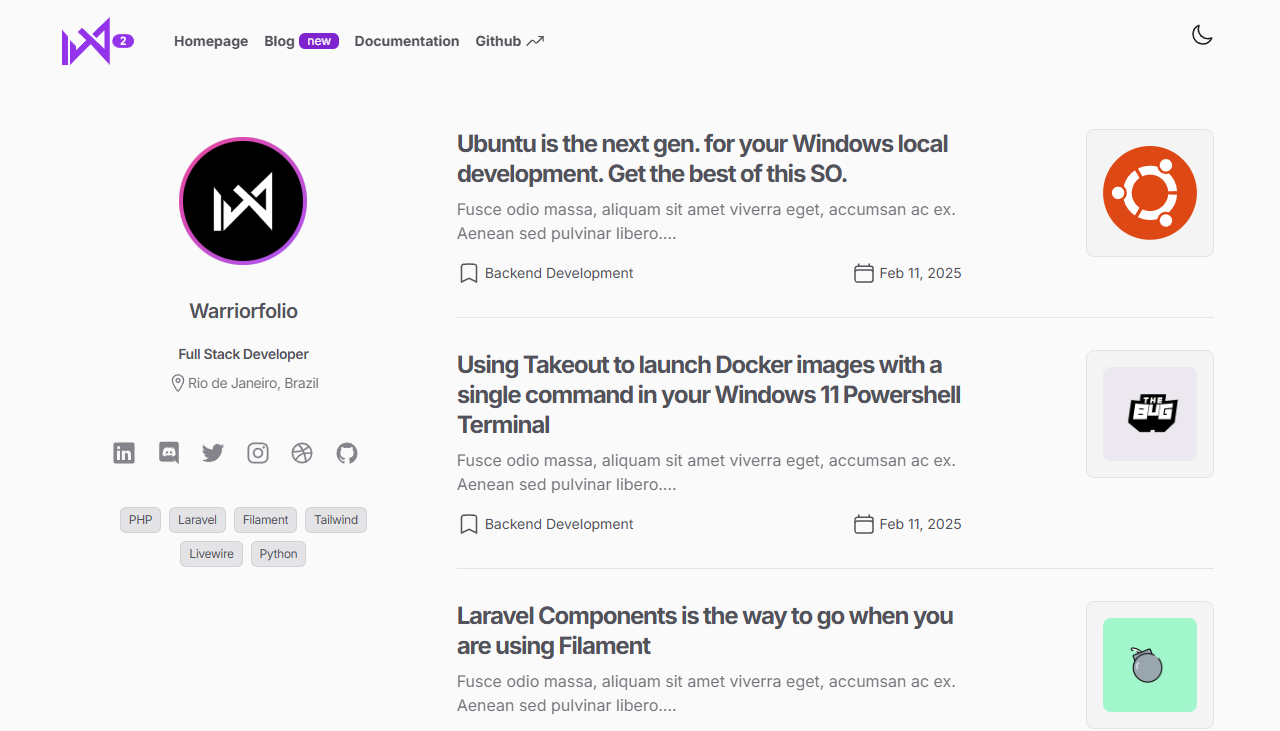 2
Homepage Blog new Documentation Github
Ubuntu is the next gen. for your Windows local
development. Get the best of this SO.
Fusce odio massa, aliquam sit amet viverra eget, accumsan ac ex.
Aenean sed pulvinar libero....
Backend Development Feb 11, 2025
Warriorfolio
Full Stack Developer
Rio de Janeiro, Brazil
PHP Laravel Filament Tailwind
Livewire Python
Using Takeout to launch Docker images with a
single command in your Windows 11 Powershell
Terminal
Fusce odio massa, aliquam sit amet viverra eget, accumsan ac ex.
Aenean sed pulvinar libero....
Backend Development Feb 11, 2025
THE
BUG
Laravel Components is the way to go when you
are using Filament
Fusce odio massa, aliquam sit amet viverra eget, accumsan ac ex.
Aenean sed pulvinar libero....